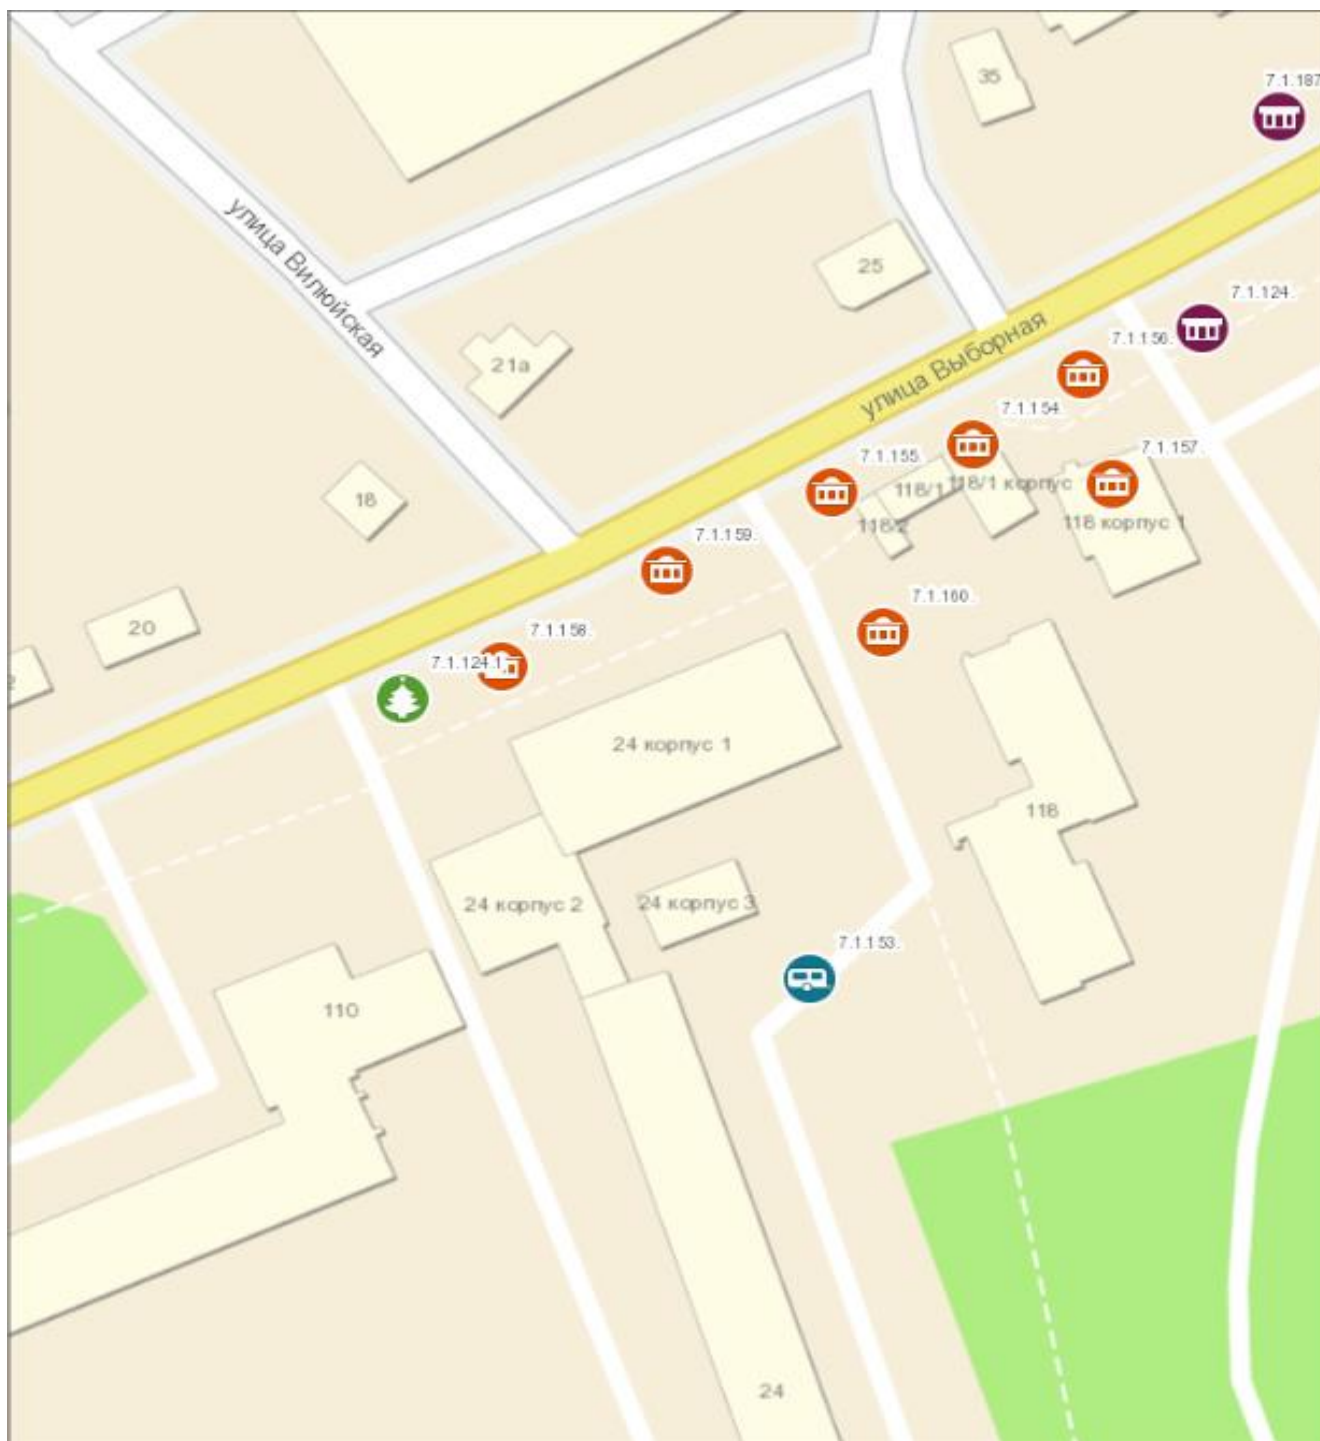 35
7.1.187
улица Вилюйская
25
7.1.124.
21а
улица Выборная
7.1.156.
7.1.154.
7.1.155.
7.1.157.
118/1
118/1 корпус
18
118/2
118 корпус 1
7.1.159.
7.1.160.
20
7.1.158.
7.1.124.1.
2
24 корпус 1
118
24 корпус 2
24 корпус 3
7.1.153.
110
24